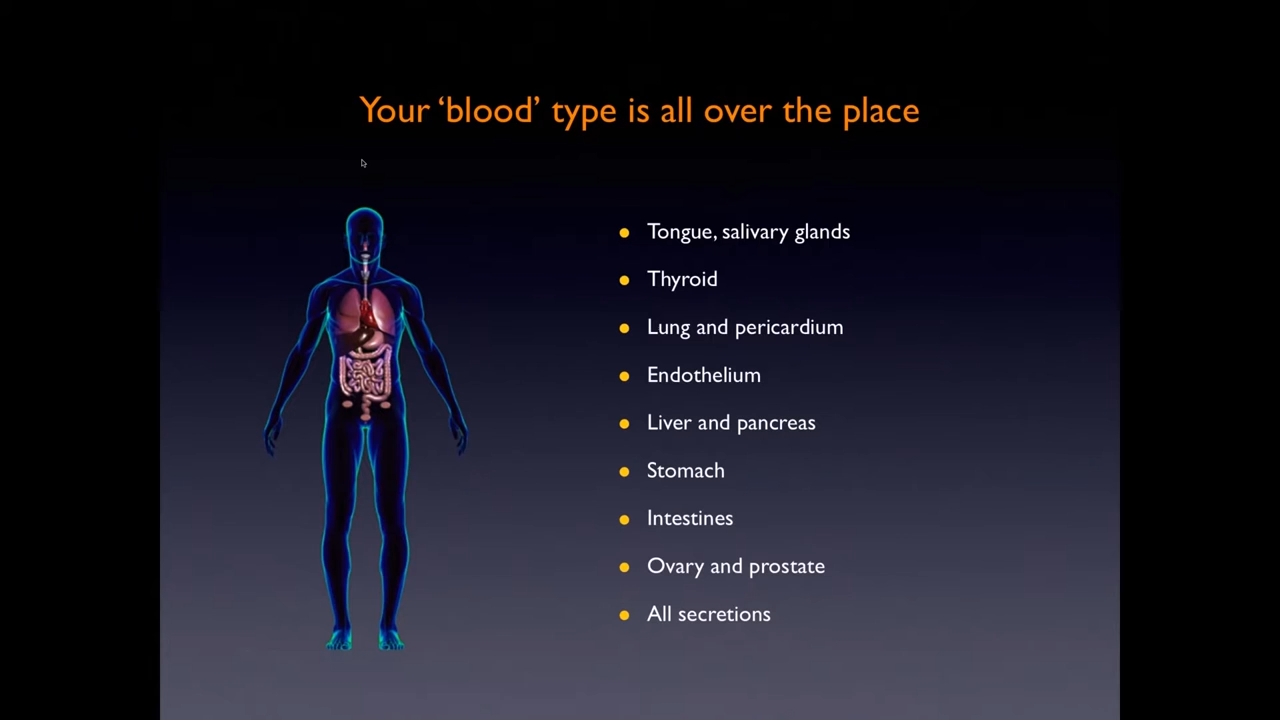 Your ‘blood’ type is all over the place
Tongue, salivary glands
Thyroid
Lung and pericardium
Endothelium
Liver and pancreas
Stomach
Intestines
Ovary and prostate
All secretions